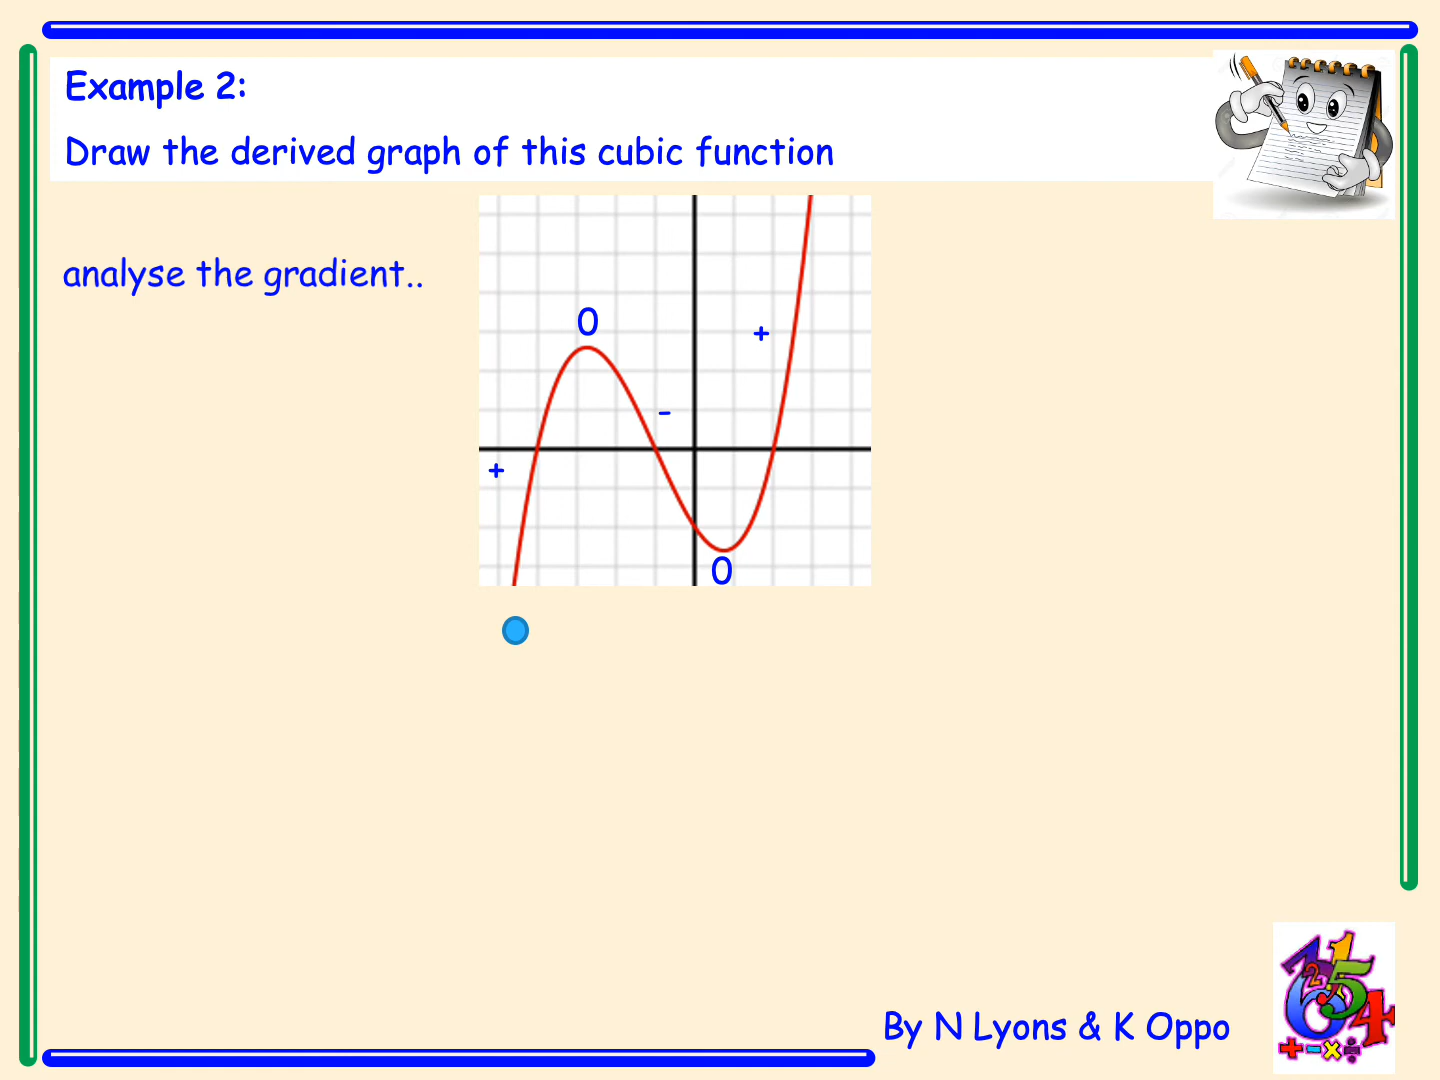 Example 2:
Draw the derived graph of this cubic function
analyse the gradient..
0
+
-
+
0
By N Lyons & K Oppo